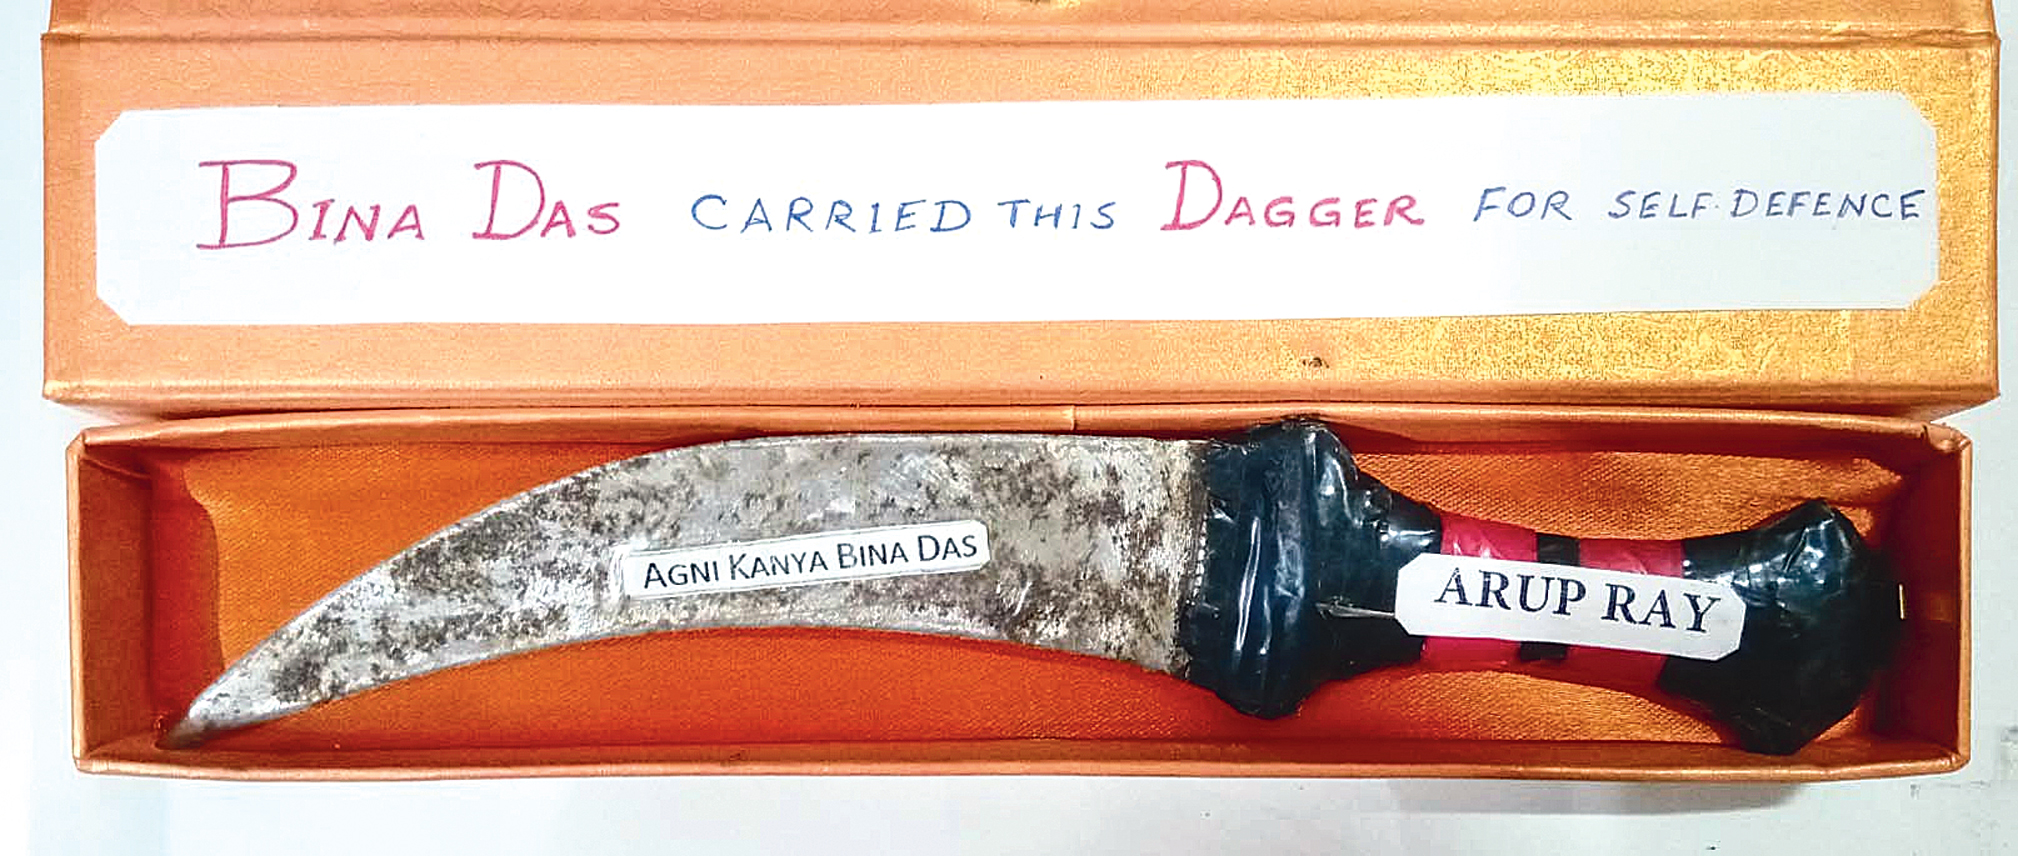 BINA DAS CARRIED THIS DAGGER FOR SELF-DEFENCE
AGNI KANYA BINA DAS
ARUP RAY